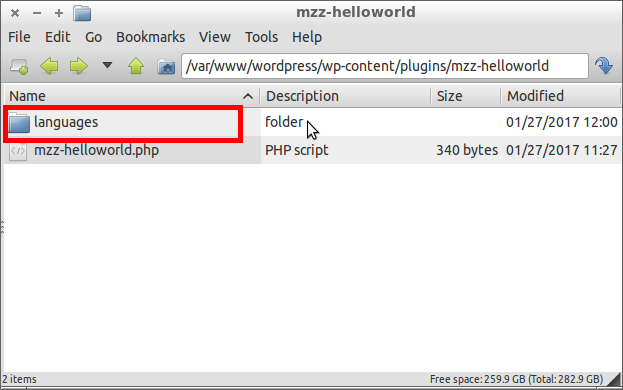 mzz-helloworld
File Edit Go Bookmarks View Tools Help
/var/www/wordpress/wp-content/plugins/mzz-helloworld
Name Description Size Modified
languages folder 01/27/2017 12:00
mzz-helloworld.php PHP script 340 bytes 01/27/2017 11:27
2 items Free space: 259.9 GB (Total: 282.9 GB)